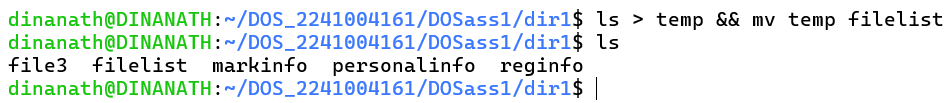 dinanath@DINANATH:~/DOS_2241004161/DOSass1/dir1$ ls > temp && mv temp filelist
dinanath@DINANATH:~/DOS_2241004161/DOSass1/dir1$ ls
file3  filelist  markinfo  personalinfo  reginfo
dinanath@DINANATH:~/DOS_2241004161/DOSass1/dir1$